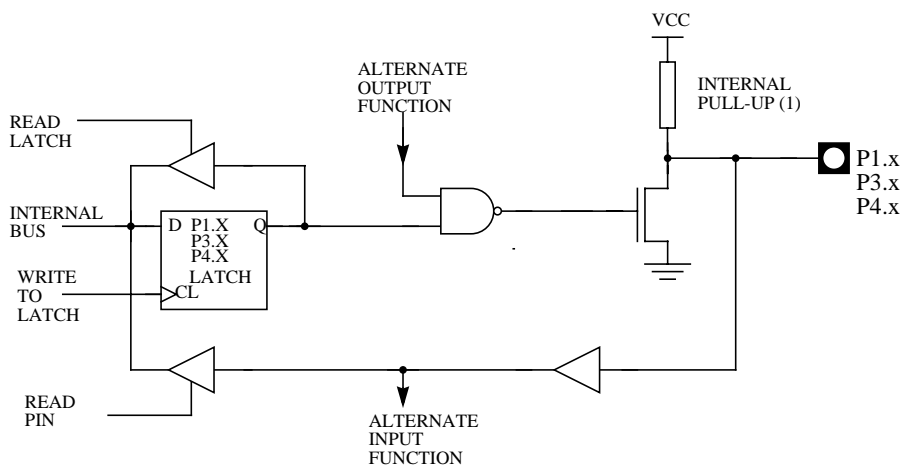 VCC
ALTERNATE
OUTPUT
FUNCTION
INTERNAL
PULL-UP (1)
READ
LATCH
P1.x
P3.x
P4.x
INTERNAL
BUS
D P1.X Q
P3.X
P4.X
LATCH
CL
WRITE
TO
LATCH
READ
PIN
ALTERNATE
INPUT
FUNCTION